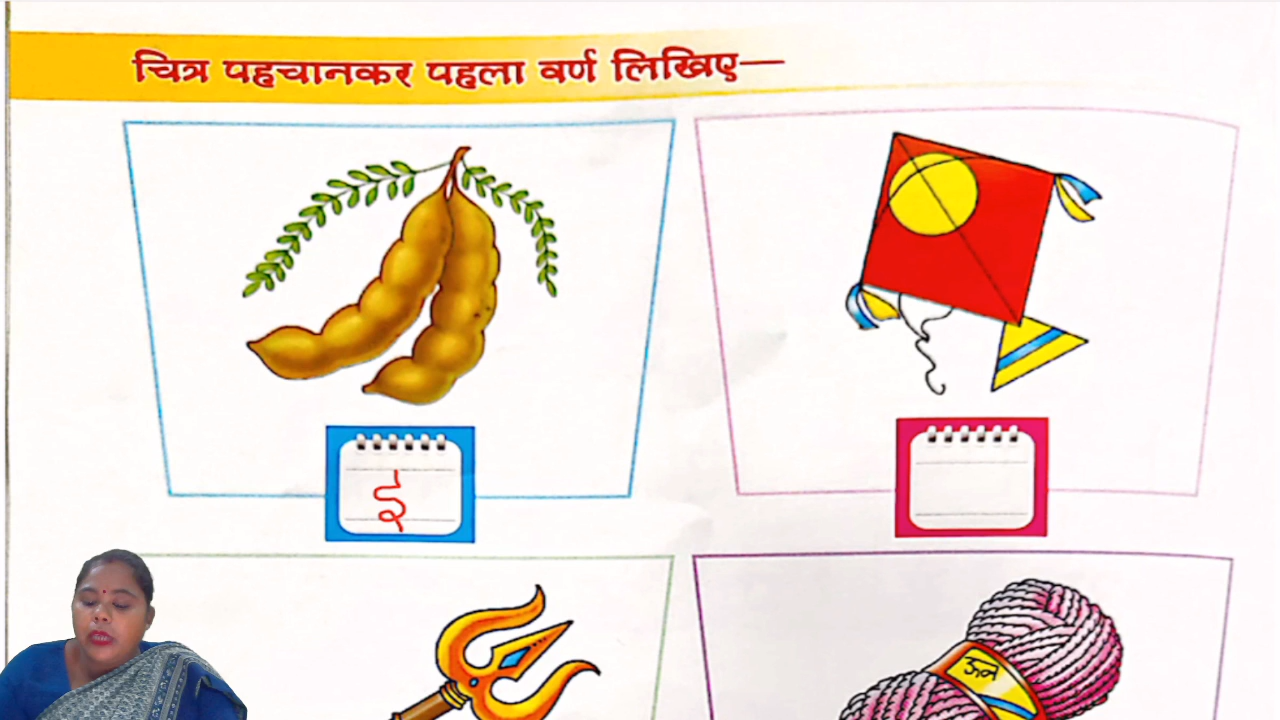 चित्र पहचानकर पहला वर्ण लिखिए—
इ
ऊन